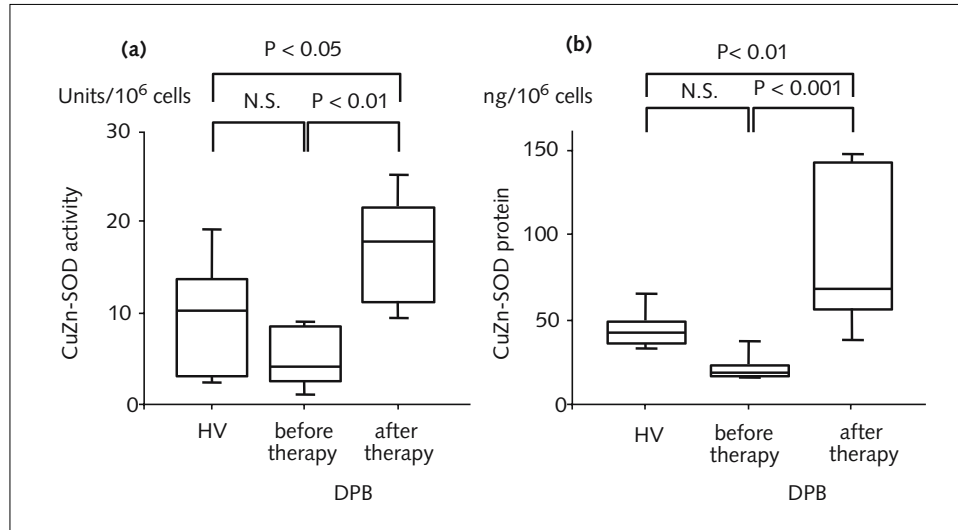 (a)
P < 0.05
Units/10⁶ cells
N.S.
P < 0.01
30
20
10
0
CuZn-SOD activity
HV
before therapy
after therapy
DPB
(b)
P < 0.01
ng/10⁶ cells
N.S.
P < 0.001
150
100
50
0
CuZn-SOD protein
HV
before therapy
after therapy
DPB